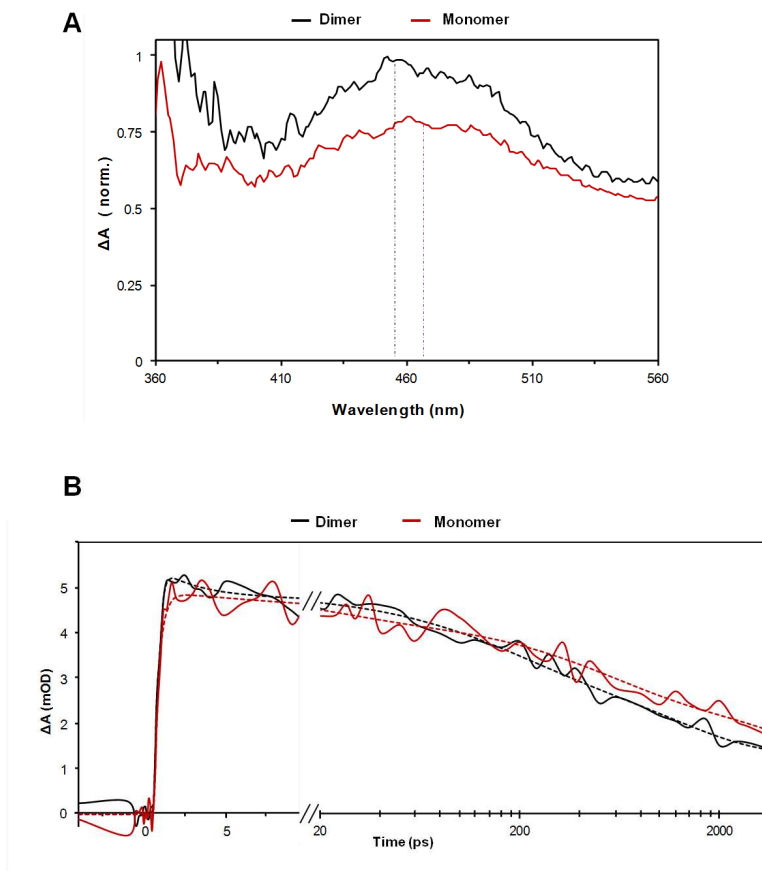 A
Dimer Monomer
1
0.75
0.5
0.25
0
ΔA ( norm.)
360 410 460 510 560
Wavelength (nm)
B
Dimer Monomer
5
4
3
2
1
0
ΔA (mOD)
0 5 20 200 2000
Time (ps)